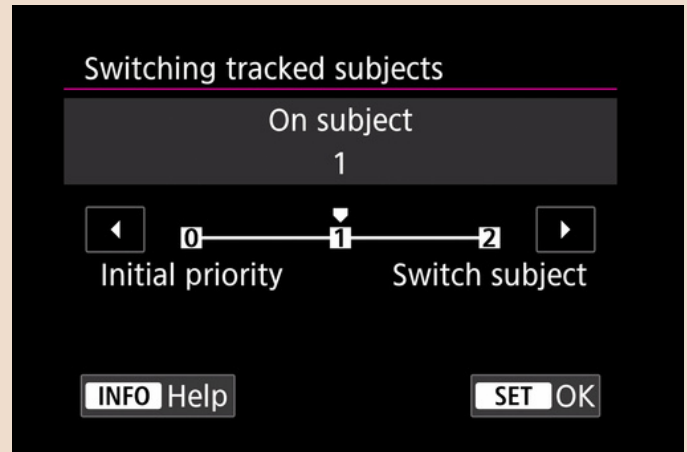 Switching tracked subjects
On subject
1
0 1 2
Initial priority Switch subject
INFO Help SET OK